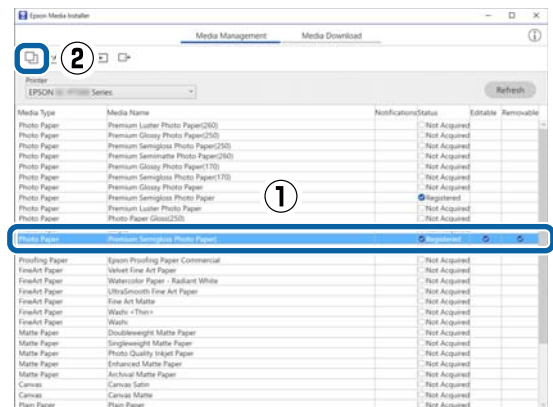 Epson Media Installer
Media Management Media Download
②
Printer
EPSON Series
Refresh
Media Type Media Name Notifications Status Editable Removable
Photo Paper Premium Luster Photo Paper(260) Not Acquired
Photo Paper Premium Glossy Photo Paper(250) Not Acquired
Photo Paper Premium Semigloss Photo Paper(250) Not Acquired
Photo Paper Premium Semimatte Photo Paper(260) Not Acquired
Photo Paper Premium Glossy Photo Paper(170) Not Acquired
Photo Paper Premium Semigloss Photo Paper(170) Not Acquired
Photo Paper Premium Glossy Photo Paper Not Acquired
Photo Paper Premium Semigloss Photo Paper ① Registered
Photo Paper Premium Luster Photo Paper Not Acquired
Photo Paper Photo Paper Gloss(250) Not Acquired
Photo Paper Premium Semigloss Photo Paper Registered
Proofing Paper Epson Proofing Paper Commercial Not Acquired
FineArt Paper Velvet Fine Art Paper Not Acquired
FineArt Paper Watercolor Paper - Radiant White Not Acquired
FineArt Paper UltraSmooth Fine Art Paper Not Acquired
FineArt Paper Fine Art Matte Not Acquired
FineArt Paper Washi <Thin> Not Acquired
FineArt Paper Washi Not Acquired
Matte Paper Doubleweight Matte Paper Not Acquired
Matte Paper Singleweight Matte Paper Not Acquired
Matte Paper Photo Quality Inkjet Paper Not Acquired
Matte Paper Enhanced Matte Paper Not Acquired
Matte Paper Archival Matte Paper Not Acquired
Canvas Canvas Satin Not Acquired
Canvas Canvas Matte Not Acquired
Plain Paper Plain Paper Not Acquired